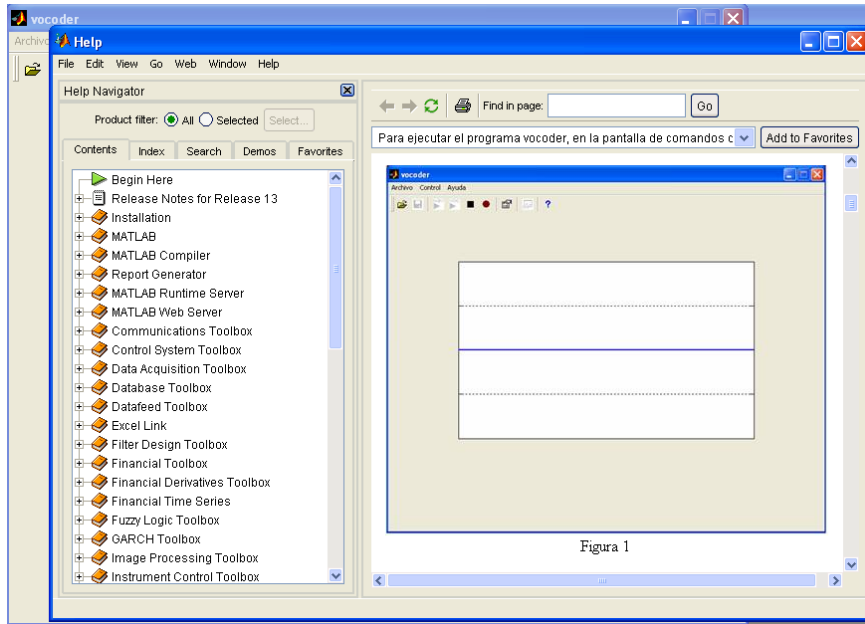 vocoder
Archivo
Help
File Edit View Go Web Window Help
Help Navigator
Product filter: All Selected Select...
Contents Index Search Demos Favorites
Begin Here
Release Notes for Release 13
Installation
MATLAB
MATLAB Compiler
Report Generator
MATLAB Runtime Server
MATLAB Web Server
Communications Toolbox
Control System Toolbox
Data Acquisition Toolbox
Database Toolbox
Datafeed Toolbox
Excel Link
Filter Design Toolbox
Financial Toolbox
Financial Derivatives Toolbox
Financial Time Series
Fuzzy Logic Toolbox
GARCH Toolbox
Image Processing Toolbox
Instrument Control Toolbox
Find in page: Go
Para ejecutar el programa vocoder, en la pantalla de comandos c Add to Favorites
vocoder
Archivo Control Ayuda
?
Figura 1